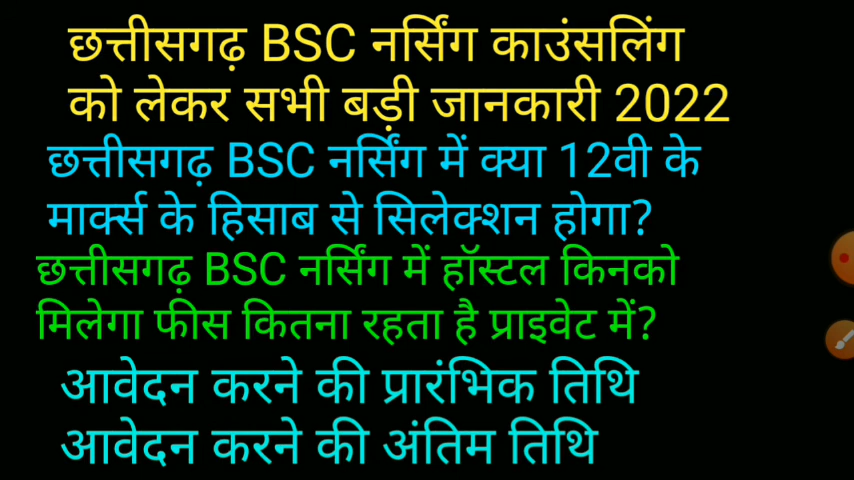 छत्तीसगढ़ BSC नर्सिंग काउंसलिंग
को लेकर सभी बड़ी जानकारी 2022
छत्तीसगढ़ BSC नर्सिंग में क्या 12वी के
मार्क्स के हिसाब से सिलेक्शन होगा?
छत्तीसगढ़ BSC नर्सिंग में हॉस्टल किनको
मिलेगा फीस कितना रहता है प्राइवेट में?
आवेदन करने की प्रारंभिक तिथि
आवेदन करने की अंतिम तिथि